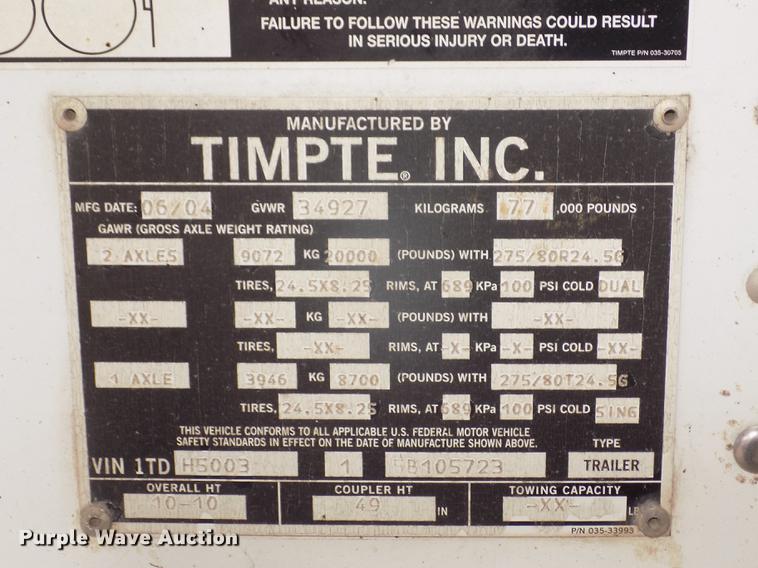 ANY REASON.
FAILURE TO FOLLOW THESE WARNINGS COULD RESULT
IN SERIOUS INJURY OR DEATH.
TIMPTE P/N 035-30705
MANUFACTURED BY
TIMPTE® INC.
MFG DATE: 06/04 GVWR 34927 KILOGRAMS 77 ,000 POUNDS
GAWR (GROSS AXLE WEIGHT RATING)
2 AXLES 9072 KG 20000 (POUNDS) WITH 275/80R24.5G
TIRES, 24.5X8.25 RIMS, AT 689 KPa 100 PSI COLD DUAL
-XX- -XX- KG -XX- (POUNDS) WITH -XX-
TIRES, -XX- RIMS, AT -X- KPa -X- PSI COLD -XX-
1 AXLE 3946 KG 8700 (POUNDS) WITH 275/80T24.5G
TIRES, 24.5X8.25 RIMS, AT 689 KPa 100 PSI COLD SING
THIS VEHICLE CONFORMS TO ALL APPLICABLE U.S. FEDERAL MOTOR VEHICLE
SAFETY STANDARDS IN EFFECT ON THE DATE OF MANUFACTURE SHOWN ABOVE.
TYPE
VIN 1TD H5003 1 5B105723 TRAILER
OVERALL HT COUPLER HT TOWING CAPACITY
10-10 49 IN -XX- LB
P/N 035-33993
Purple Wave Auction